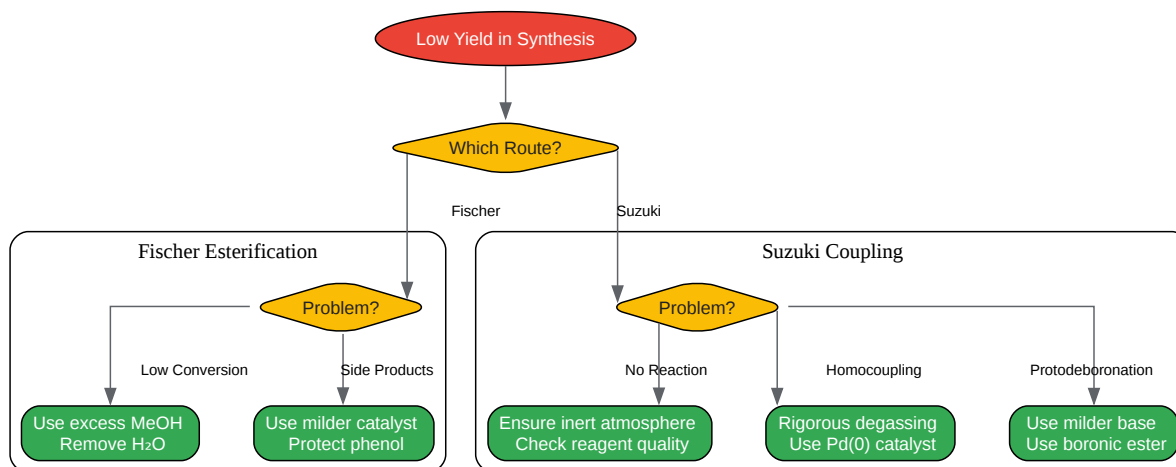 Low Yield in Synthesis
Which Route?
Fischer
Suzuki
Fischer Esterification
Suzuki Coupling
Problem?
Problem?
Low Conversion
Side Products
No Reaction
Homocoupling
Protodeboronation
Use excess MeOH
Remove H₂O
Use milder catalyst
Protect phenol
Ensure inert atmosphere
Check reagent quality
Rigorous degassing
Use Pd(0) catalyst
Use milder base
Use boronic ester